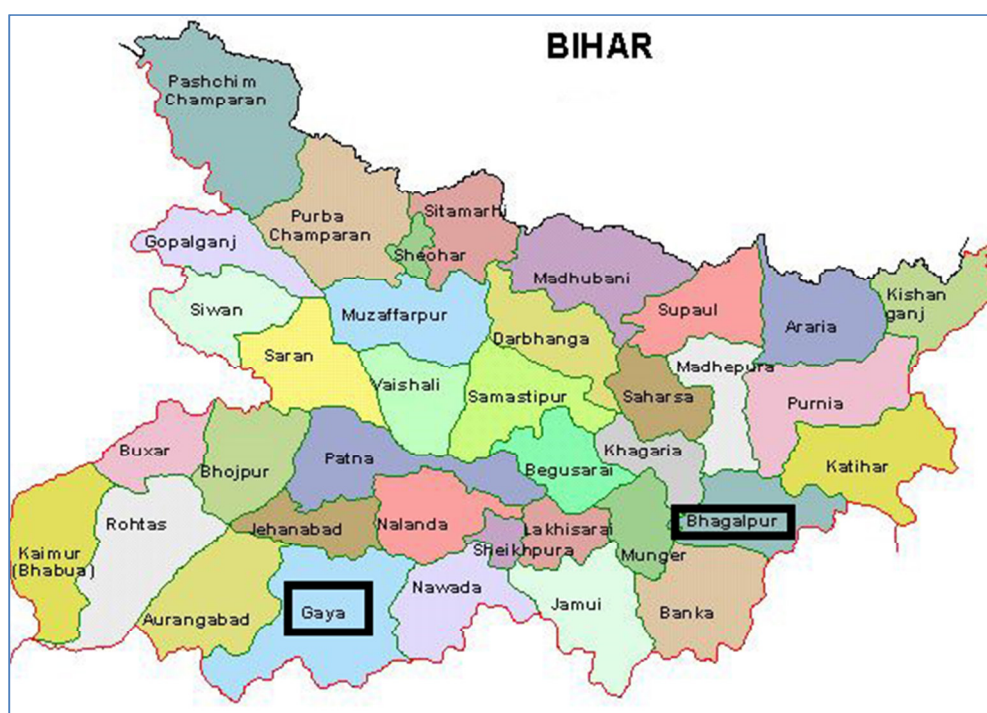 BIHAR
Pashchim
Champaran
Purba
Champaran
Sitamarhi
Sheohar
Gopalganj
Madhubani
Siwan
Muzaffarpur
Supaul
Araria
Kishan
ganj
Saran
Darbhanga
Vaishali
Samastipur
Saharsa
Madhepura
Purnia
Buxar
Bhojpur
Patna
Begusarai
Khagaria
Katihar
Rohtas
Jehanabad
Nalanda
Lakhisarai
Bhagalpur
Kaimur
(Bhabua)
Sheikhpura
Munger
Aurangabad
Gaya
Nawada
Jamui
Banka